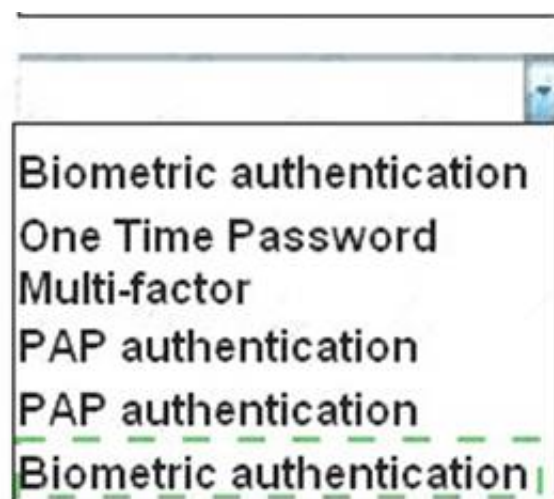 Biometric authentication
One Time Password
Multi-factor
PAP authentication
PAP authentication
Biometric authentication